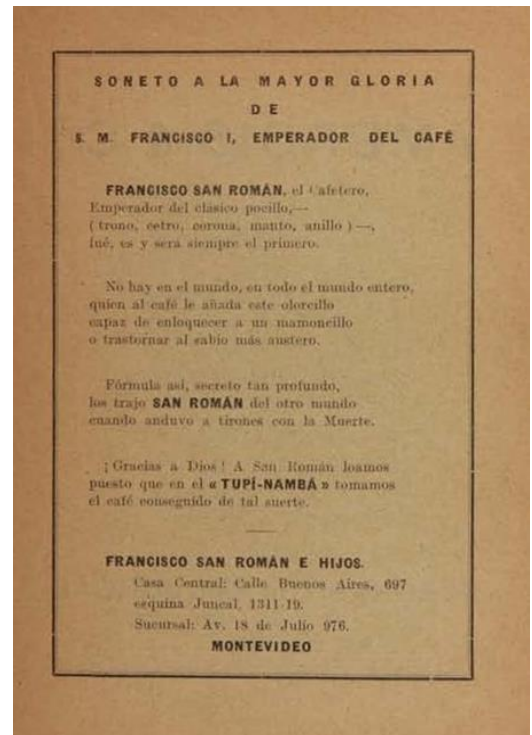 SONETO A LA MAYOR GLORIA
DE
S. M. FRANCISCO I, EMPERADOR DEL CAFÉ
FRANCISCO SAN ROMÁN, el Cafetero,
Emperador del clásico pocillo,—
( trono, cetro, corona, manto, anillo ) —,
fué, es y será siempre el primero.
No hay en el mundo, en todo el mundo entero,
quien al café le añada este olorcillo
capaz de enloquecer a un mamoncillo
o trastornar al sabio más austero.
Fórmula así, secreto tan profundo,
los trajo SAN ROMÁN del otro mundo
cuando anduvo a tirones con la Muerte.
¡ Gracias a Dios ! A San Román loamos
puesto que en el « TUPÍ-NAMBÁ » tomamos
el café conseguido de tal suerte.
FRANCISCO SAN ROMÁN E HIJOS.
Casa Central: Calle Buenos Aires, 697
esquina Juncal, 1311-19.
Sucursal: Av. 18 de Julio 976.
MONTEVIDEO